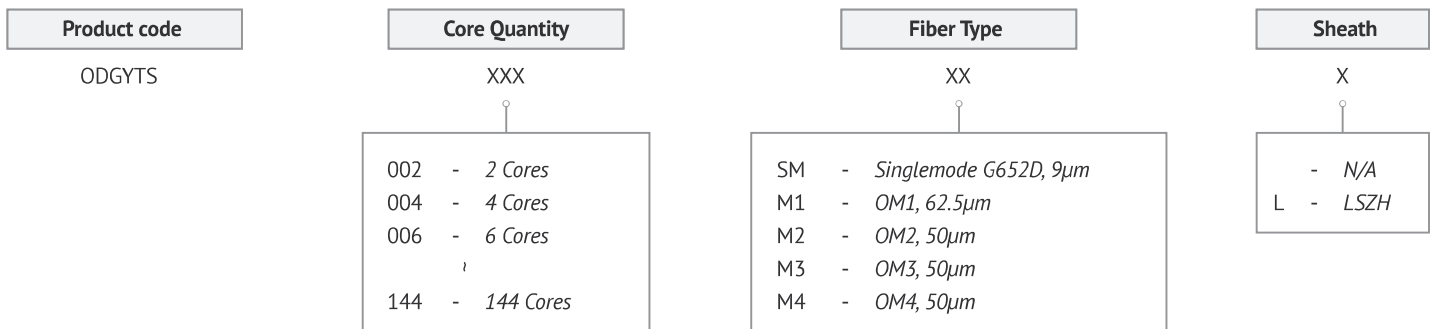 Product code Core Quantity Fiber Type Sheath
ODGYTS XXX XX X
002 - 2 Cores
004 - 4 Cores
006 - 6 Cores
~
144 - 144 Cores
SM - Singlemode G652D, 9µm
M1 - OM1, 62.5µm
M2 - OM2, 50µm
M3 - OM3, 50µm
M4 - OM4, 50µm
- N/A
L - LSZH